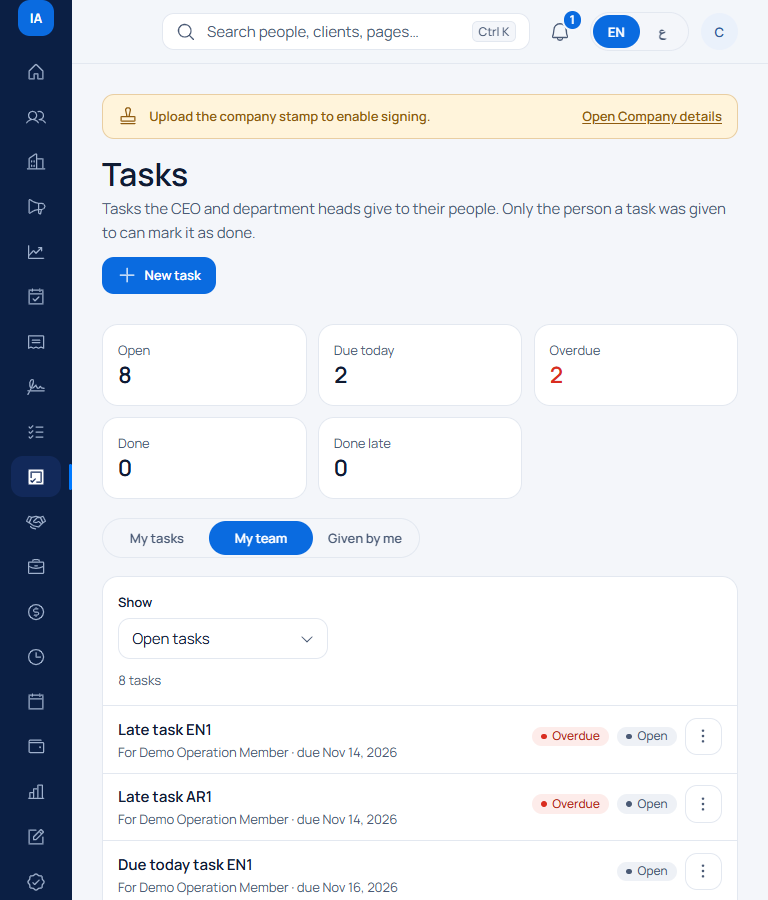 IA
Search people, clients, pages...
Ctrl K
1
EN
ع
C
Upload the company stamp to enable signing.
Open Company details
Tasks
Tasks the CEO and department heads give to their people. Only the person a task was given
to can mark it as done.
New task
Open
8
Due today
2
Overdue
2
Done
0
Done late
0
My tasks
My team
Given by me
Show
Open tasks
8 tasks
Late task EN1
Overdue
Open
For Demo Operation Member · due Nov 14, 2026
Late task AR1
Overdue
Open
For Demo Operation Member · due Nov 14, 2026
Due today task EN1
Open
For Demo Operation Member · due Nov 16, 2026